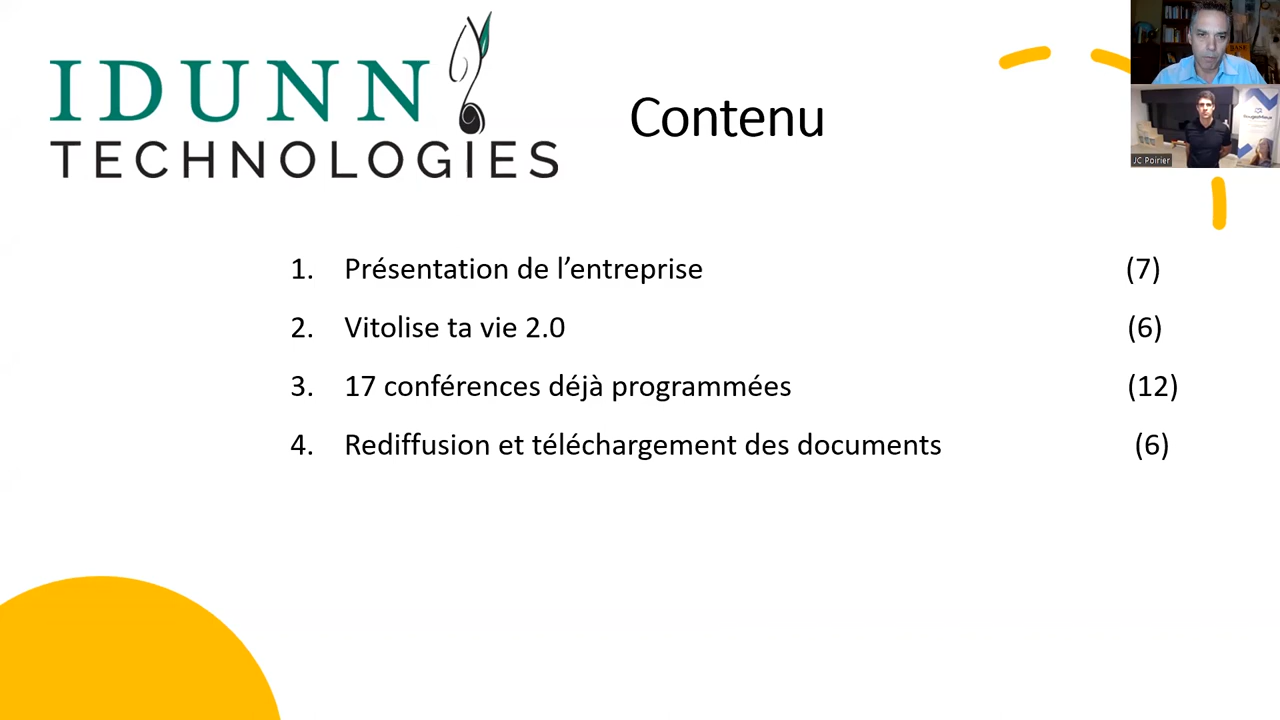 IDUNN
TECHNOLOGIES
Contenu
JC Poirier
1. Présentation de l’entreprise (7)
2. Vitolise ta vie 2.0 (6)
3. 17 conférences déjà programmées (12)
4. Rediffusion et téléchargement des documents (6)